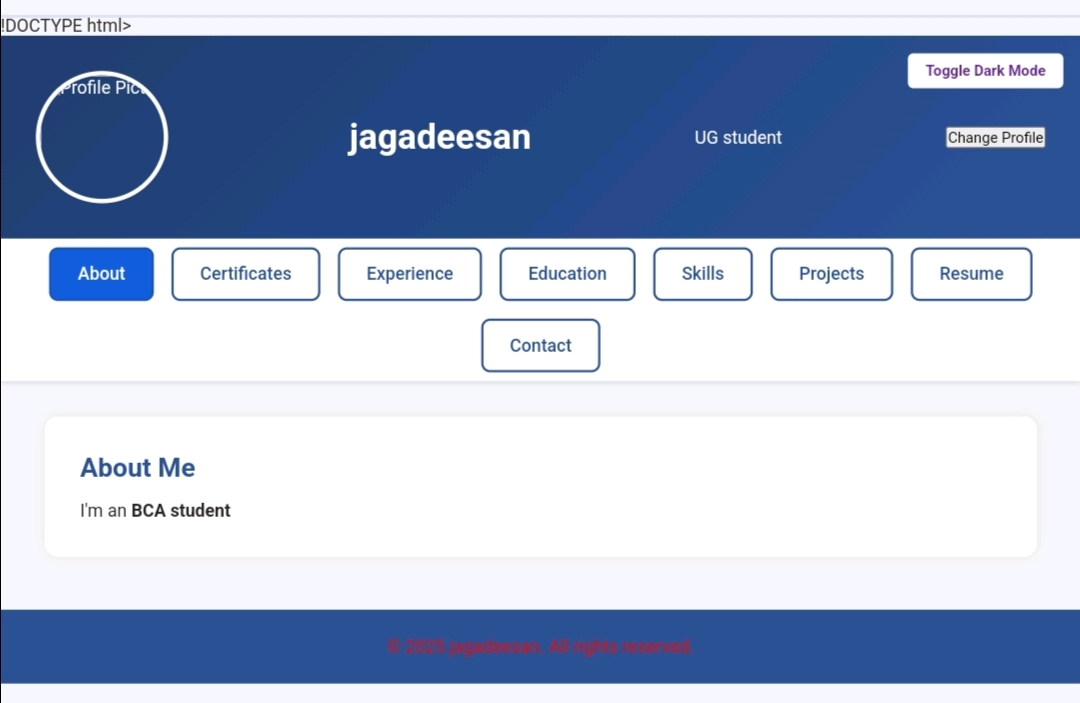 !DOCTYPE html>
Toggle Dark Mode
Profile Pict
jagadeesan
UG student
Change Profile
About
Certificates
Experience
Education
Skills
Projects
Resume
Contact
About Me
I'm an BCA student
© 2025 jagadeesan. All rights reserved.